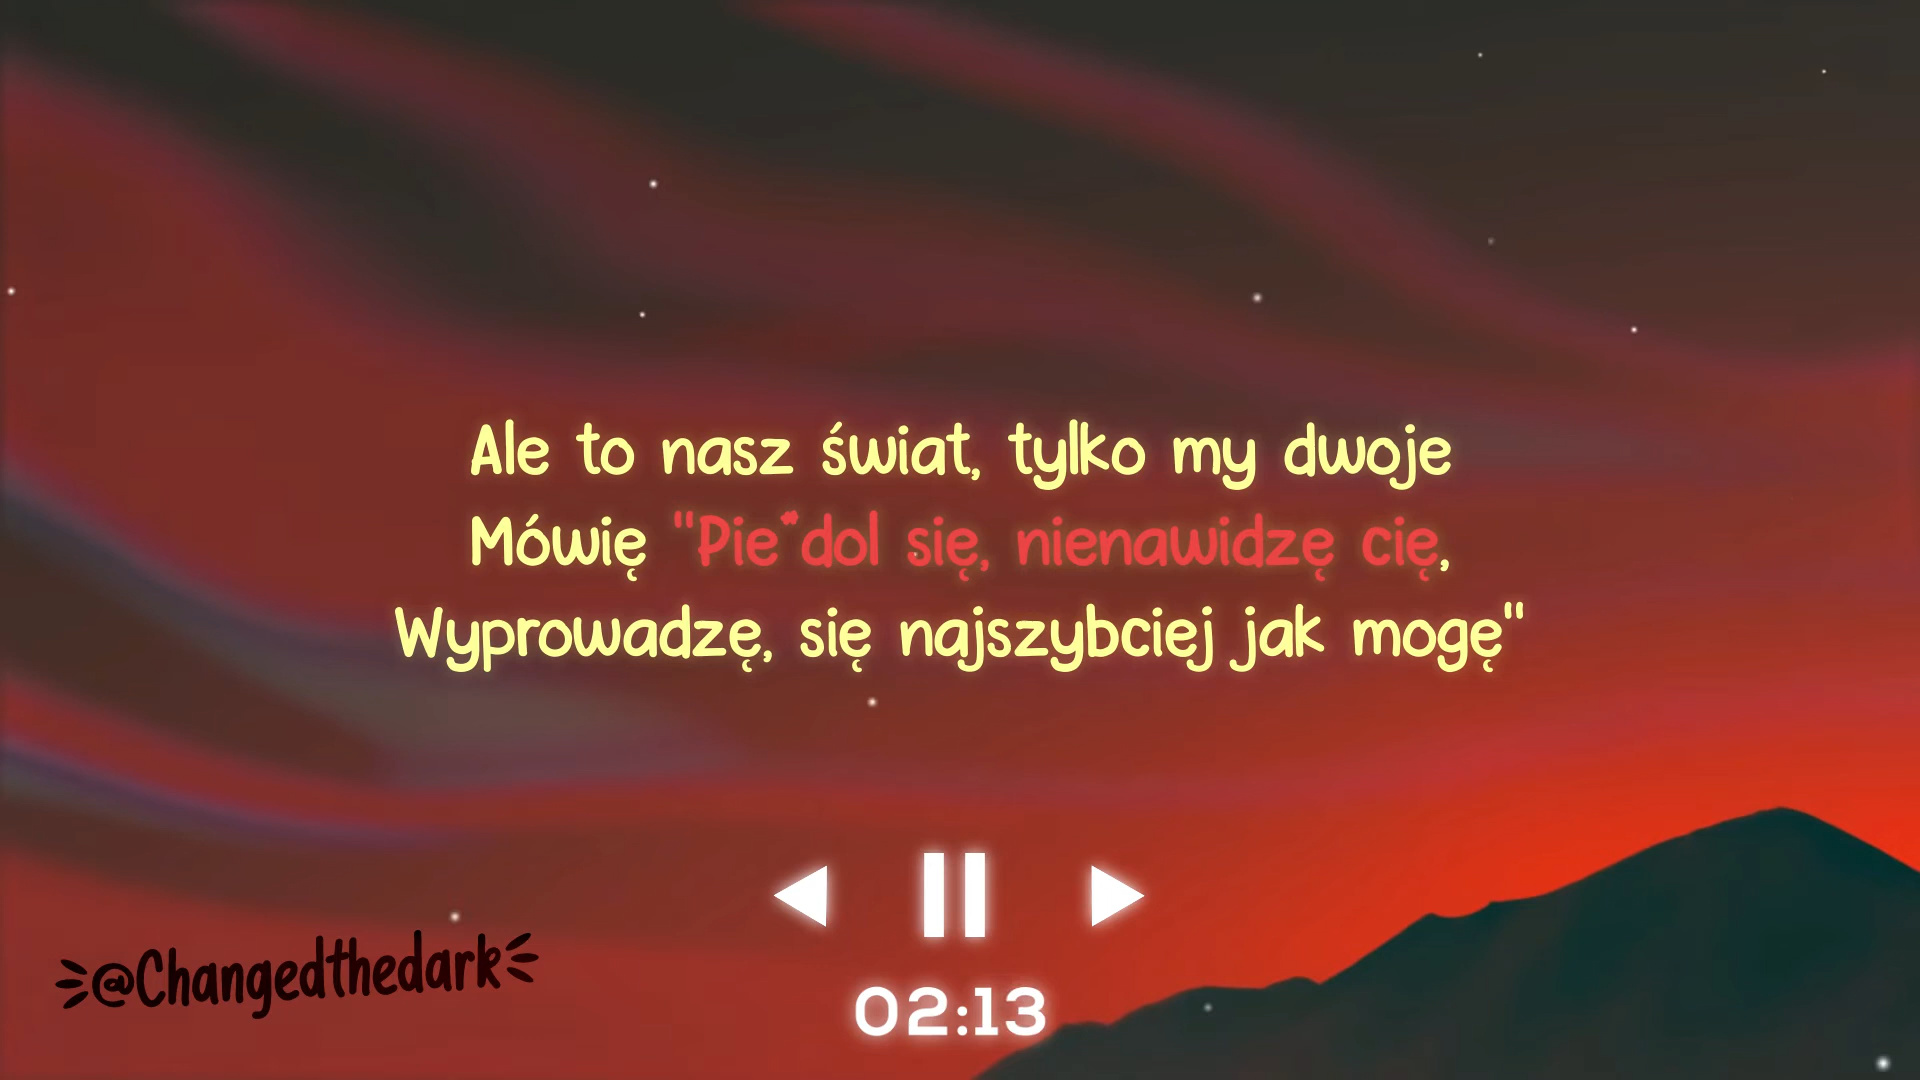 Ale to nasz świat, tylko my dwoje
Mówię "Pie*dol się, nienawidzę cię,
Wyprowadzę, się najszybciej jak mogę"
@Changedthedark
02:13